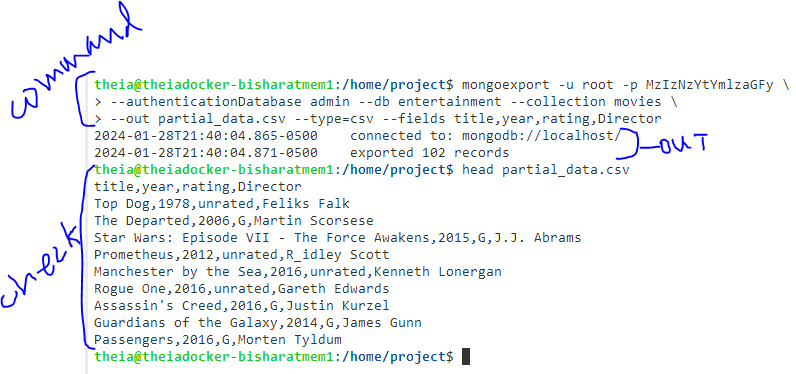 command
theia@theiadocker-bisharatmem1:/home/project$ mongoexport -u root -p MzIzNzYtYmlzaGFy \
> --authenticationDatabase admin --db entertainment --collection movies \
> --out partial_data.csv --type=csv --fields title,year,rating,Director
2024-01-28T21:40:04.865-0500    connected to: mongodb://localhost/
2024-01-28T21:40:04.871-0500    exported 102 records
OUT
check
theia@theiadocker-bisharatmem1:/home/project$ head partial_data.csv
title,year,rating,Director
Top Dog,1978,unrated,Feliks Falk
The Departed,2006,G,Martin Scorsese
Star Wars: Episode VII - The Force Awakens,2015,G,J.J. Abrams
Prometheus,2012,unrated,R_idley Scott
Manchester by the Sea,2016,unrated,Kenneth Lonergan
Rogue One,2016,unrated,Gareth Edwards
Assassin's Creed,2016,G,Justin Kurzel
Guardians of the Galaxy,2014,G,James Gunn
Passengers,2016,G,Morten Tyldum
theia@theiadocker-bisharatmem1:/home/project$